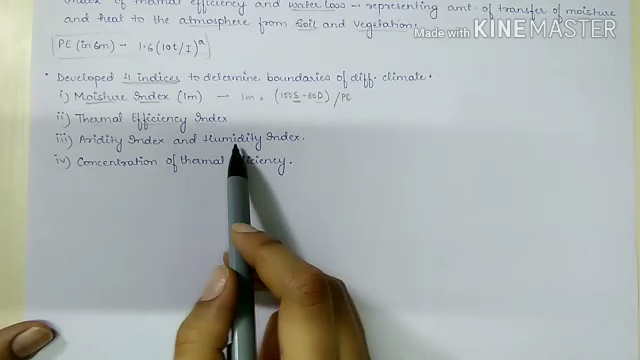 index of thermal efficiency and water loss - representing amt. of transfer of moisture
and heat to the atmosphere from soil and vegetation.
Made with KINEMASTER
PE (in cm) - 1.6 (10t/I)ᵃ
• Developed 4 indices to determine boundaries of diff. climate.
i) Moisture Index (Im) - Im = (100S - 60D) / PE
ii) Thermal Efficiency Index
iii) Aridity Index and Humidity Index.
iv) Concentration of thermal efficiency.